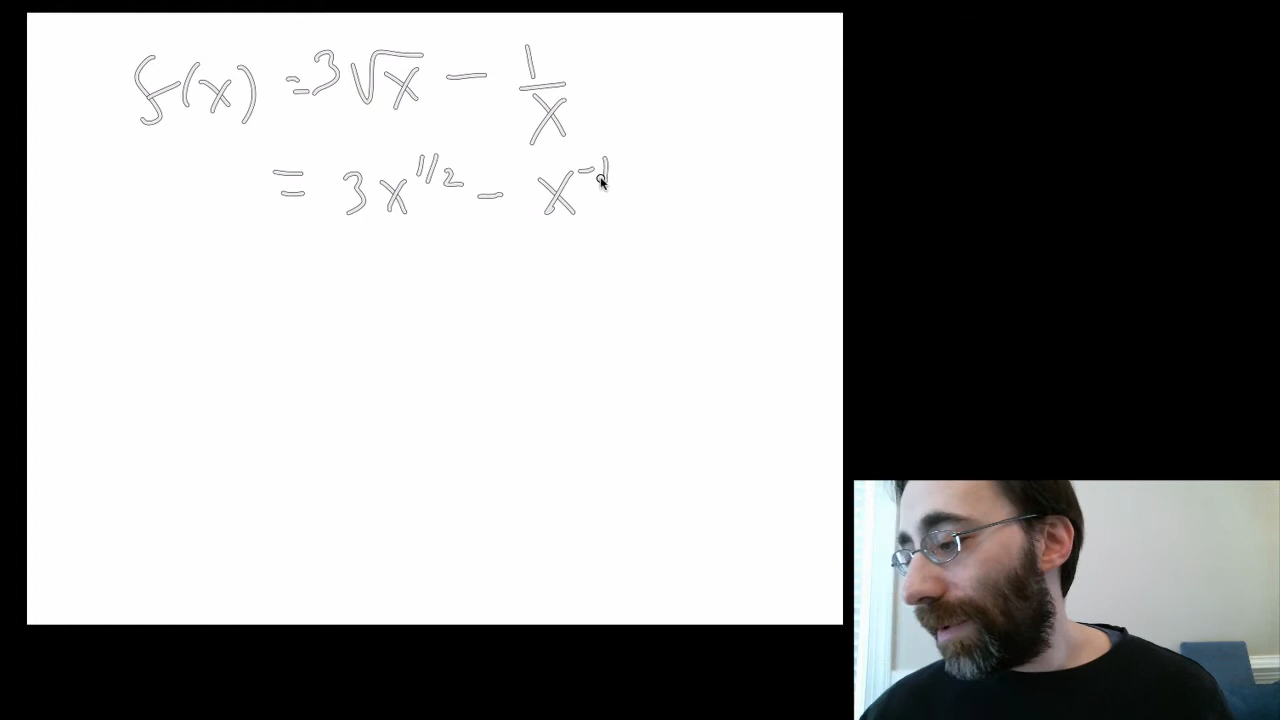 f(x) = 3√x - 1/x
= 3x^{1/2} - x^{-1}